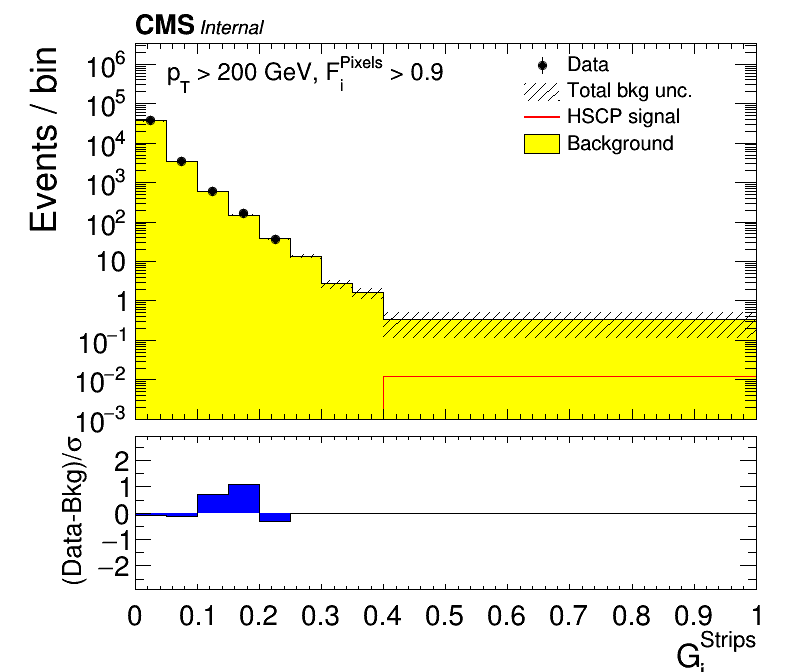 CMS Internal
p_T > 200 GeV, F_i^Pixels > 0.9
Data
Total bkg unc.
HSCP signal
Background
Events / bin
10^6
10^5
10^4
10^3
10^2
10
1
10^−1
10^−2
10^−3
(Data-Bkg)/σ
2
1
0
−1
−2
0 0.1 0.2 0.3 0.4 0.5 0.6 0.7 0.8 0.9 1
G_i^Strips